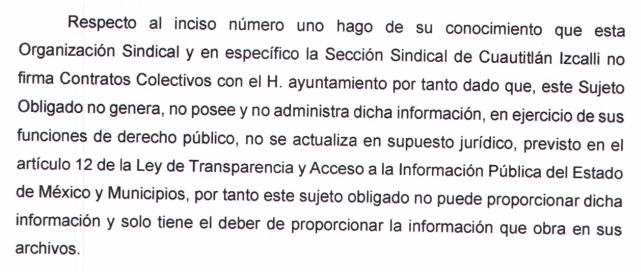 Respecto al inciso número uno hago de su conocimiento que esta
Organización Sindical y en específico la Sección Sindical de Cuautitlán Izcalli no
firma Contratos Colectivos con el H. ayuntamiento por tanto dado que, este Sujeto
Obligado no genera, no posee y no administra dicha información, en ejercicio de sus
funciones de derecho público, no se actualiza en supuesto jurídico, previsto en el
artículo 12 de la Ley de Transparencia y Acceso a la Información Pública del Estado
de México y Municipios, por tanto este sujeto obligado no puede proporcionar dicha
información y solo tiene el deber de proporcionar la información que obra en sus
archivos.